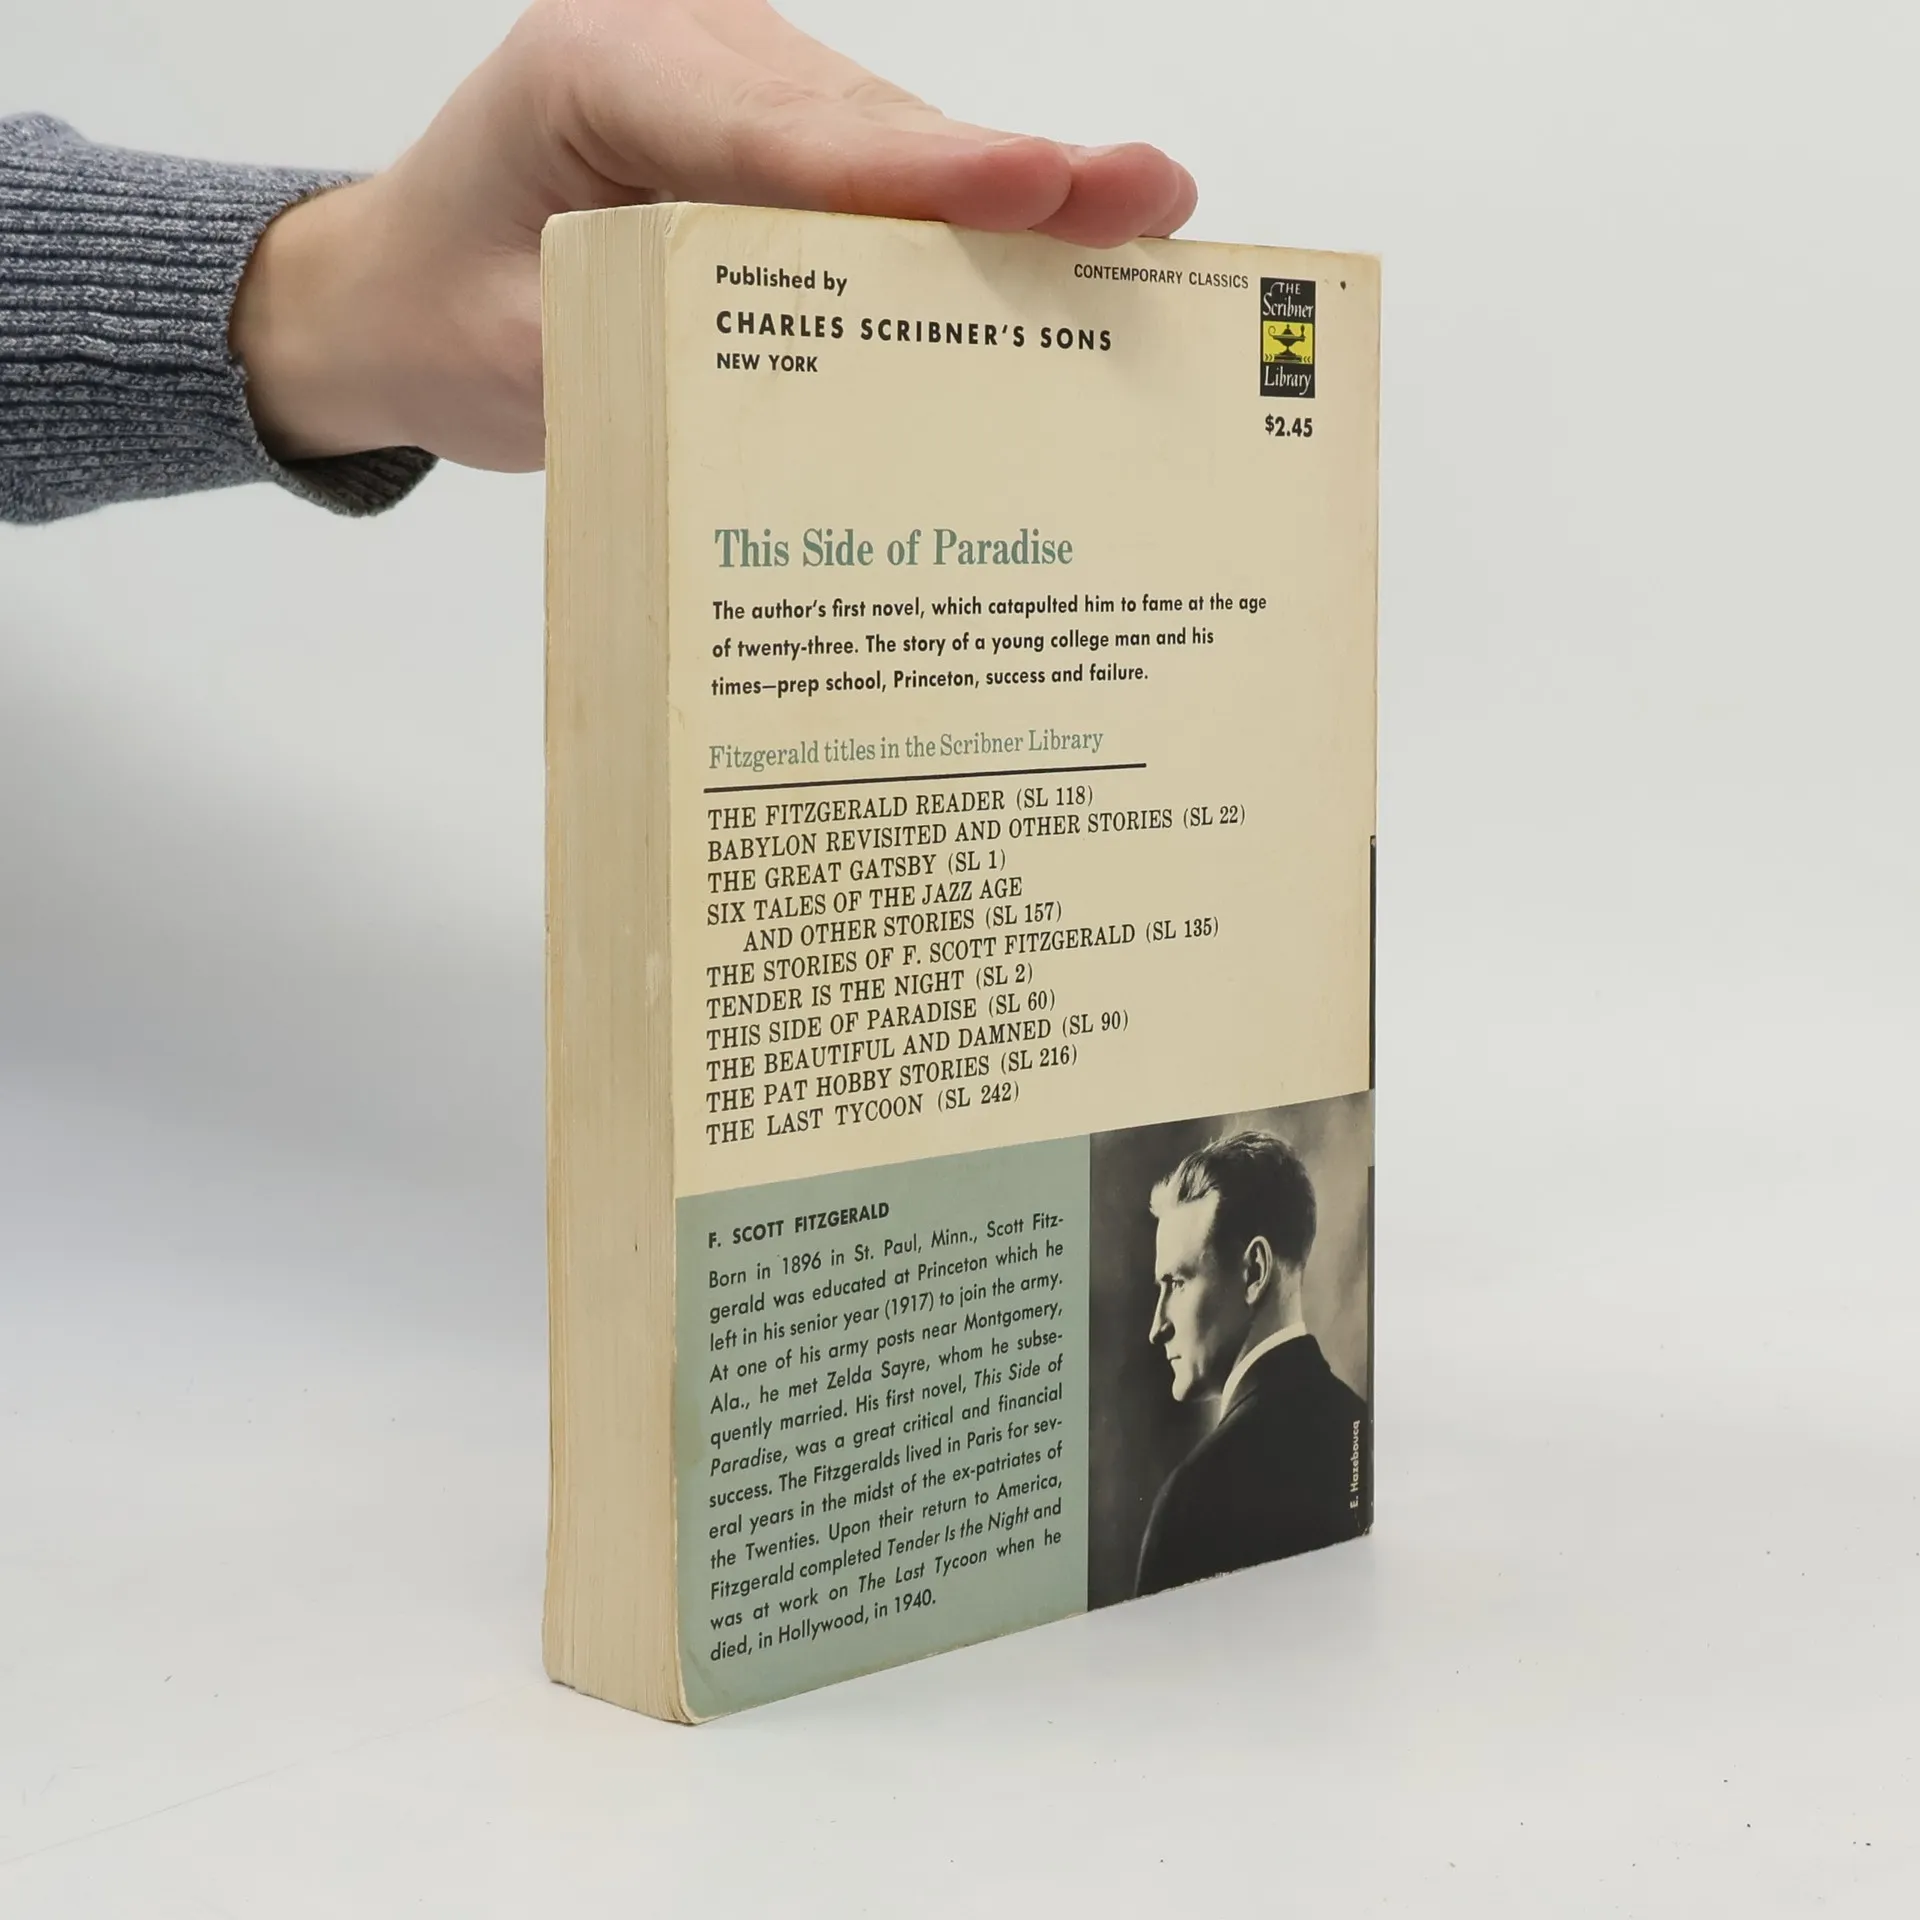 Published by
CHARLES SCRIBNER'S SONS
NEW YORK
CONTEMPORARY CLASSICS
THE
Scribner
Library
$2.45
This Side of Paradise
The author's first novel, which catapulted him to fame at the age
of twenty-three. The story of a young college man and his
times—prep school, Princeton, success and failure.
Fitzgerald titles in the Scribner Library
THE FITZGERALD READER (SL 118)
BABYLON REVISITED AND OTHER STORIES (SL 22)
THE GREAT GATSBY (SL 1)
SIX TALES OF THE JAZZ AGE
AND OTHER STORIES (SL 157)
THE STORIES OF F. SCOTT FITZGERALD (SL 135)
TENDER IS THE NIGHT (SL 2)
THIS SIDE OF PARADISE (SL 60)
THE BEAUTIFUL AND DAMNED (SL 90)
THE PAT HOBBY STORIES (SL 216)
THE LAST TYCOON (SL 242)
F. SCOTT FITZGERALD
Born in 1896 in St. Paul, Minn., Scott Fitz-
gerald was educated at Princeton which he
left in his senior year (1917) to join the army.
At one of his army posts near Montgomery,
Ala., he met Zelda Sayre, whom he subse-
quently married. His first novel, This Side of
Paradise, was a great critical and financial
success. The Fitzgeralds lived in Paris for sev-
eral years in the midst of the ex-patriates of
the Twenties. Upon their return to America,
Fitzgerald completed Tender Is the Night and
was at work on The Last Tycoon when he
died, in Hollywood, in 1940.
E. Hazeboucq